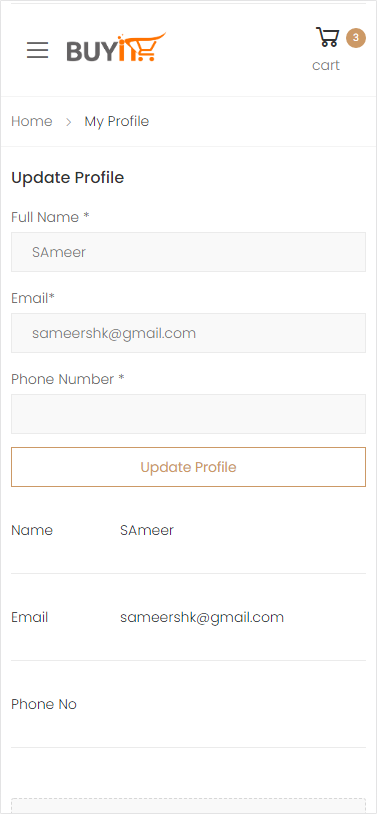 BUYiT
3
cart
Home > My Profile
Update Profile
Full Name *
SAmeer
Email*
sameershk@gmail.com
Phone Number *
Update Profile
Name SAmeer
Email sameershk@gmail.com
Phone No